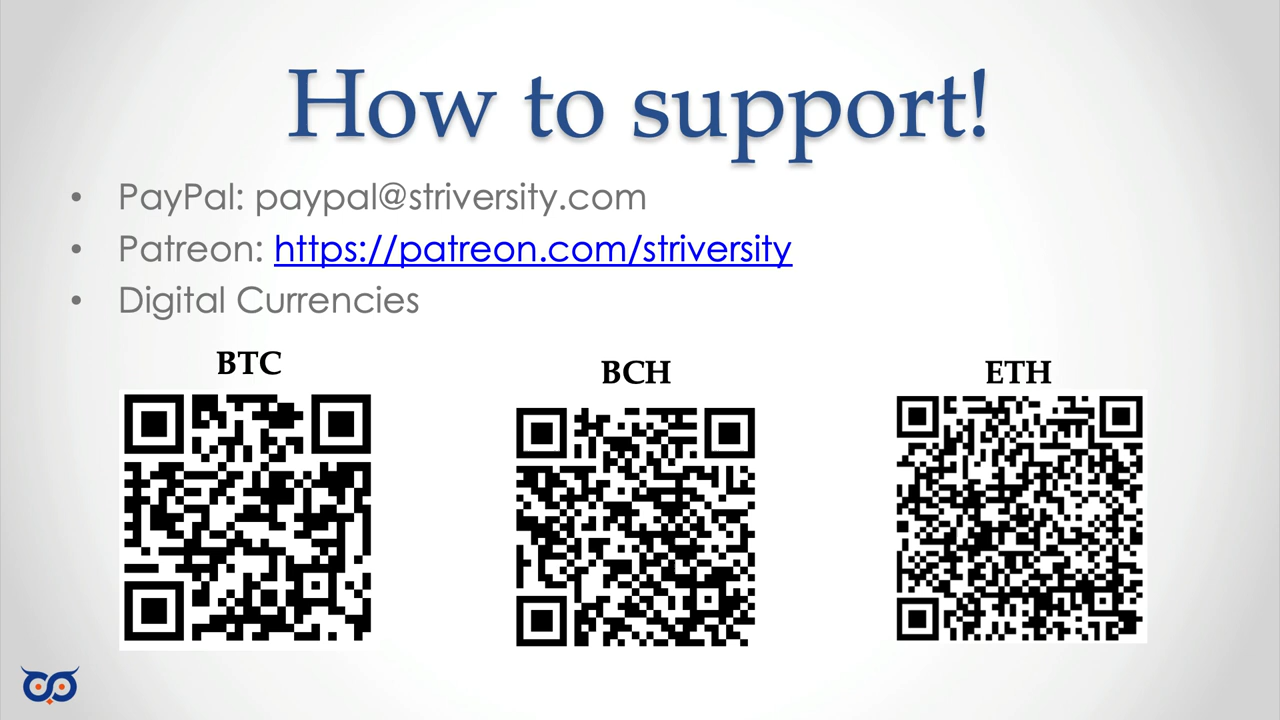 How to support!
• PayPal: paypal@striversity.com
• Patreon: https://patreon.com/striversity
• Digital Currencies
BTC
BCH
ETH